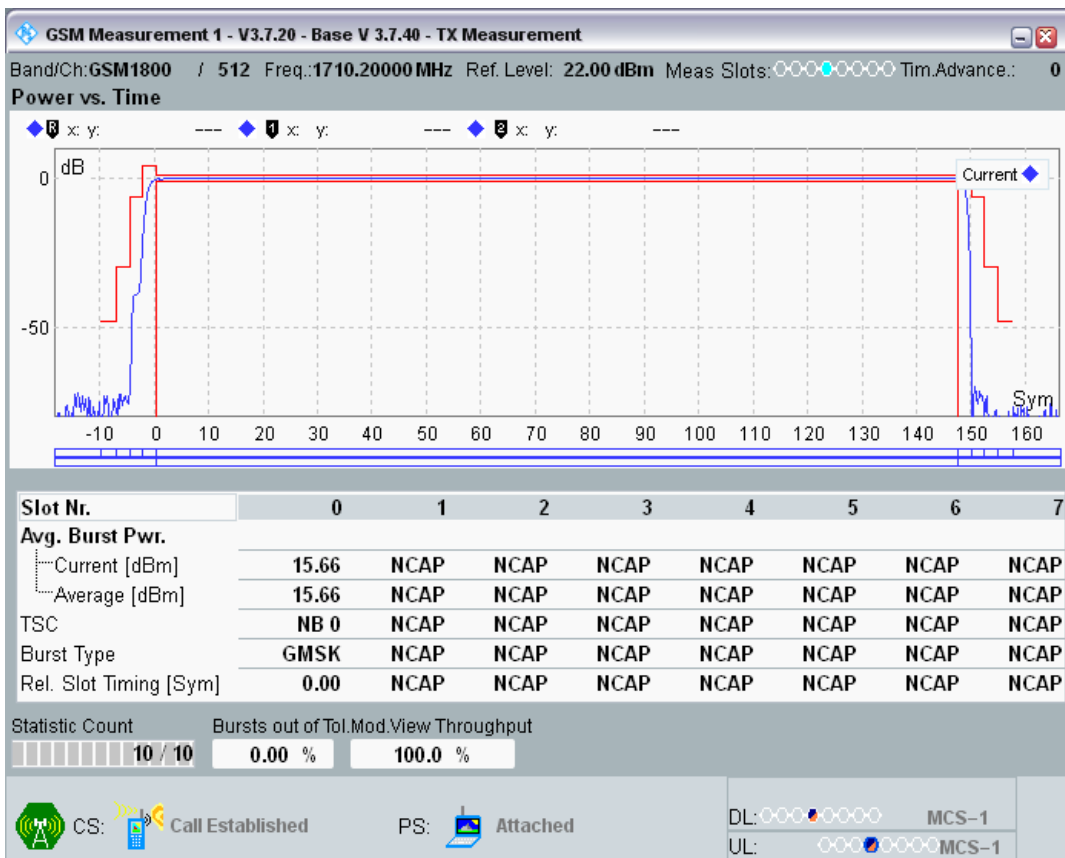 GSM Measurement 1 - V3.7.20 - Base V 3.7.40 - TX Measurement
Band/Ch:GSM1800 / 512 Freq.:1710.20000 MHz Ref. Level: 22.00 dBm Meas Slots: Tim.Advance.: 0
Power vs. Time
R x: y: --- 1 x: y: --- 2 x: y: ---
dB
Current
0
-50
Sym
-10 0 10 20 30 40 50 60 70 80 90 100 110 120 130 140 150 160
Slot Nr. 0 1 2 3 4 5 6 7
Avg. Burst Pwr.
Current [dBm] 15.66 NCAP NCAP NCAP NCAP NCAP NCAP NCAP
Average [dBm] 15.66 NCAP NCAP NCAP NCAP NCAP NCAP NCAP
TSC NB 0 NCAP NCAP NCAP NCAP NCAP NCAP NCAP
Burst Type GMSK NCAP NCAP NCAP NCAP NCAP NCAP NCAP
Rel. Slot Timing [Sym] 0.00 NCAP NCAP NCAP NCAP NCAP NCAP NCAP
Statistic Count Bursts out of Tol.Mod.View Throughput
10 / 10 0.00 % 100.0 %
CS: Call Established PS: Attached
DL: MCS-1
UL: MCS-1